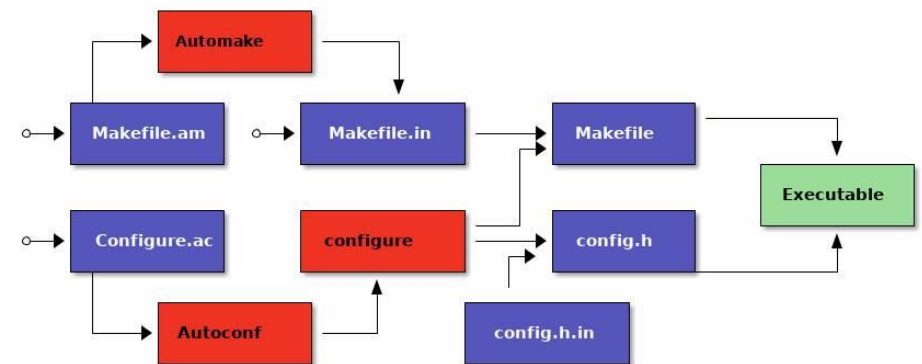 Automake
Makefile.am
Makefile.in
Makefile
Executable
Configure.ac
configure
config.h
Autoconf
config.h.in